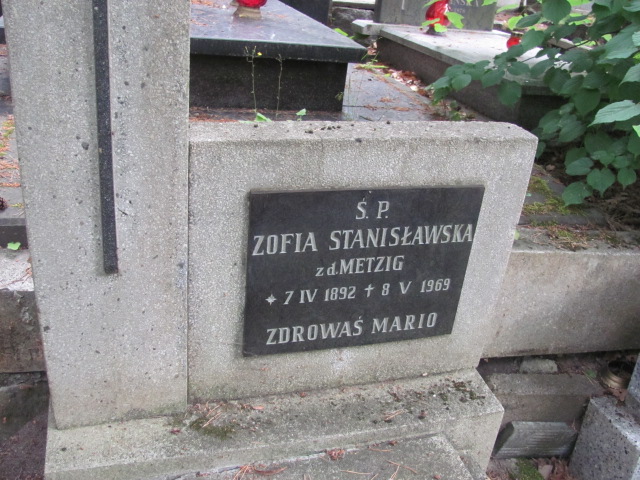 Ś. P.
ZOFIA STANISŁAWSKA
z d. METZIG
* 7 IV 1892 ✝ 8 V 1969
ZDROWAŚ MARIO